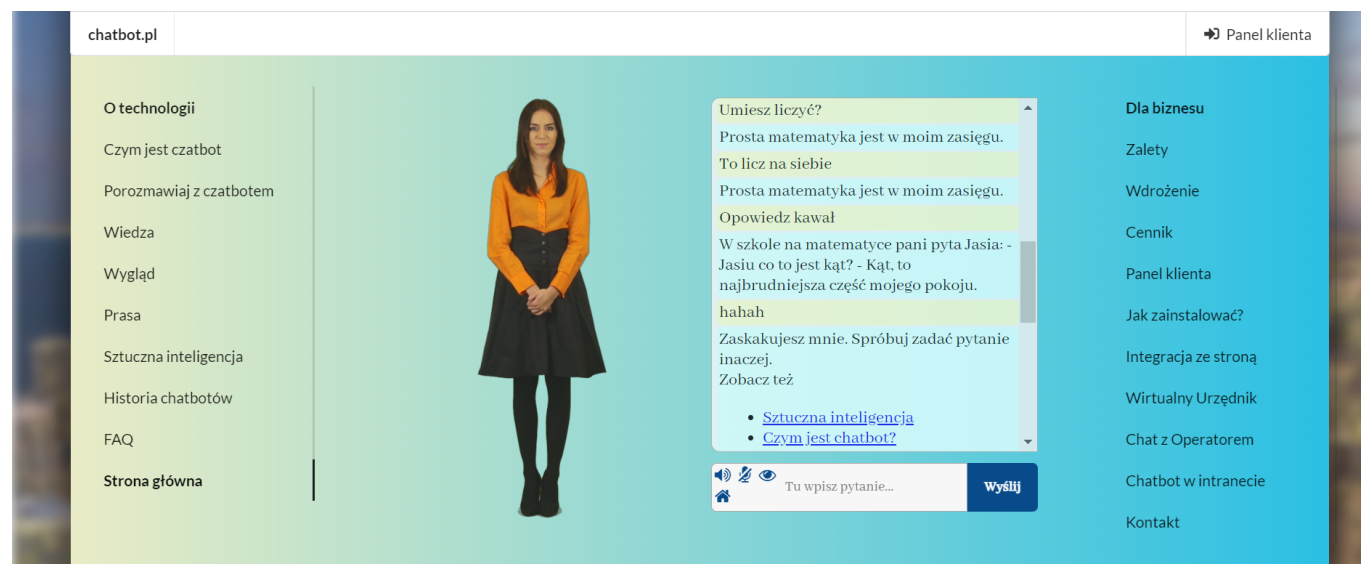 chatbot.pl
Panel klienta
O technologii
Czym jest czatbot
Porozmawiaj z czatbotem
Wiedza
Wygląd
Prasa
Sztuczna inteligencja
Historia chatbotów
FAQ
Strona główna
Umiesz liczyć?
Prosta matematyka jest w moim zasięgu.
To licz na siebie
Prosta matematyka jest w moim zasięgu.
Opowiedz kawał
W szkole na matematyce pani pyta Jasia: -
Jasiu co to jest kąt? - Kąt, to
najbrudniejsza część mojego pokoju.
hahah
Zaskakujesz mnie. Spróbuj zadać pytanie
inaczej.
Zobacz też
Sztuczna inteligencja
Czym jest chatbot?
Tu wpisz pytanie...
Wyślij
Dla biznesu
Zalety
Wdrożenie
Cennik
Panel klienta
Jak zainstalować?
Integracja ze stroną
Wirtualny Urzędnik
Chat z Operatorem
Chatbot w intranecie
Kontakt